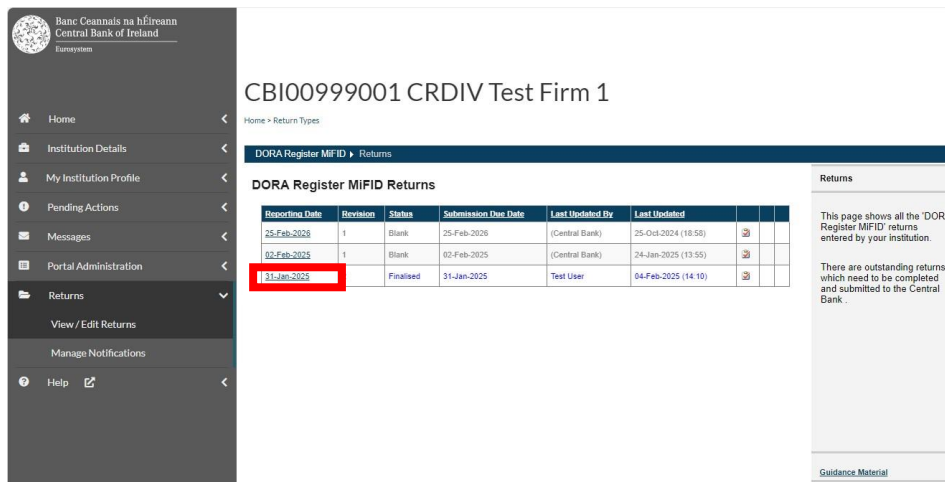 Banc Ceannais na hÉireann
Central Bank of Ireland
Eurosystem
Home
Institution Details
My Institution Profile
Pending Actions
Messages
Portal Administration
Returns
View / Edit Returns
Manage Notifications
Help
CBI00999001 CRDIV Test Firm 1
Home > Return Types
DORA Register MiFID Returns
DORA Register MiFID Returns
Reporting Date Revision Status Submission Due Date Last Updated By Last Updated
25-Feb-2026 1 Blank 25-Feb-2026 (Central Bank) 25-Oct-2024 (18:58)
02-Feb-2025 1 Blank 02-Feb-2025 (Central Bank) 24-Jan-2025 (13:55)
31-Jan-2025 Finalised 31-Jan-2025 Test User 04-Feb-2025 (14:10)
Returns
This page shows all the 'DOR
Register MiFID' returns
entered by your institution.
There are outstanding returns
which need to be completed
and submitted to the Central
Bank .
Guidance Material